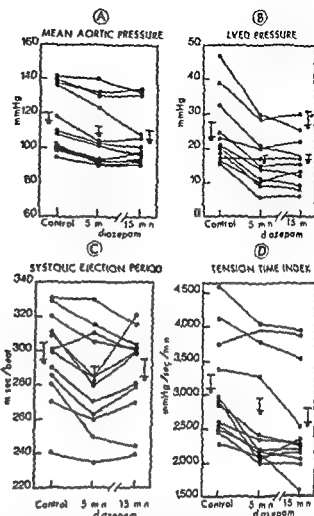 A
MEAN AORTIC PRESSURE
mmHg
160
140
120
100
80
60
Control 5 m 15 mn
diazepam
B
LVED PRESSURE
mmHg
50
40
30
20
10
0
Control 5 mn 15 m
diazepam
C
SYSTOLIC EJECTION PERIOD
m sec/beat
340
320
300
280
260
240
220
Control 5 mn 15 mn
diazepam
D
TENSION TIME INDEX
mmHg/sec/mn
4,500
4,000
3,500
3,000
2,500
2,000
1,500
Control 5 mn 15 mn
diazepam